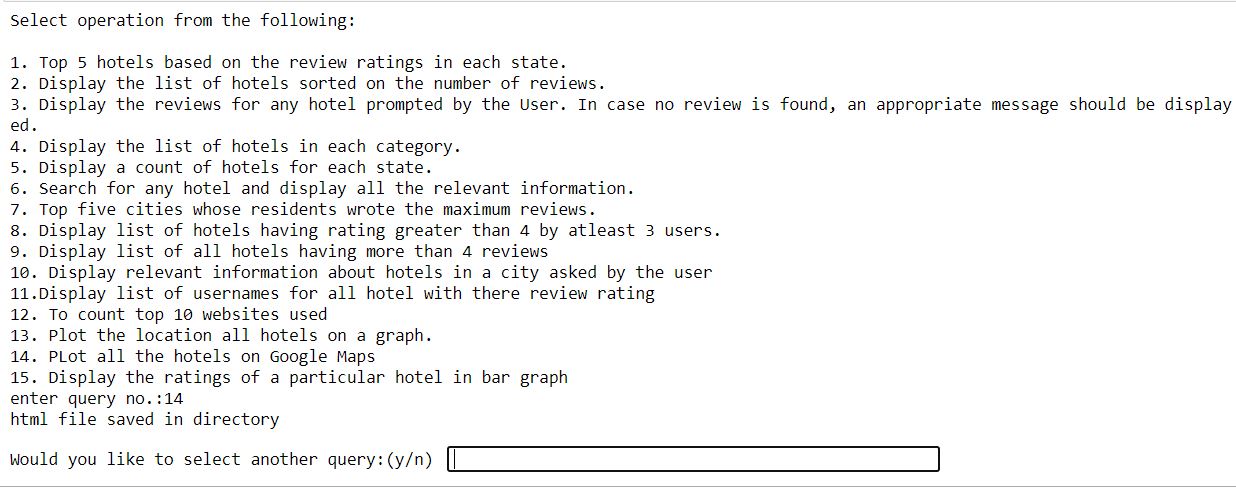 Select operation from the following:
1. Top 5 hotels based on the review ratings in each state.
2. Display the list of hotels sorted on the number of reviews.
3. Display the reviews for any hotel prompted by the User. In case no review is found, an appropriate message should be display
ed.
4. Display the list of hotels in each category.
5. Display a count of hotels for each state.
6. Search for any hotel and display all the relevant information.
7. Top five cities whose residents wrote the maximum reviews.
8. Display list of hotels having rating greater than 4 by atleast 3 users.
9. Display list of all hotels having more than 4 reviews
10. Display relevant information about hotels in a city asked by the user
11.Display list of usernames for all hotel with there review rating
12. To count top 10 websites used
13. Plot the location all hotels on a graph.
14. PLot all the hotels on Google Maps
15. Display the ratings of a particular hotel in bar graph
enter query no.:14
html file saved in directory
Would you like to select another query:(y/n)